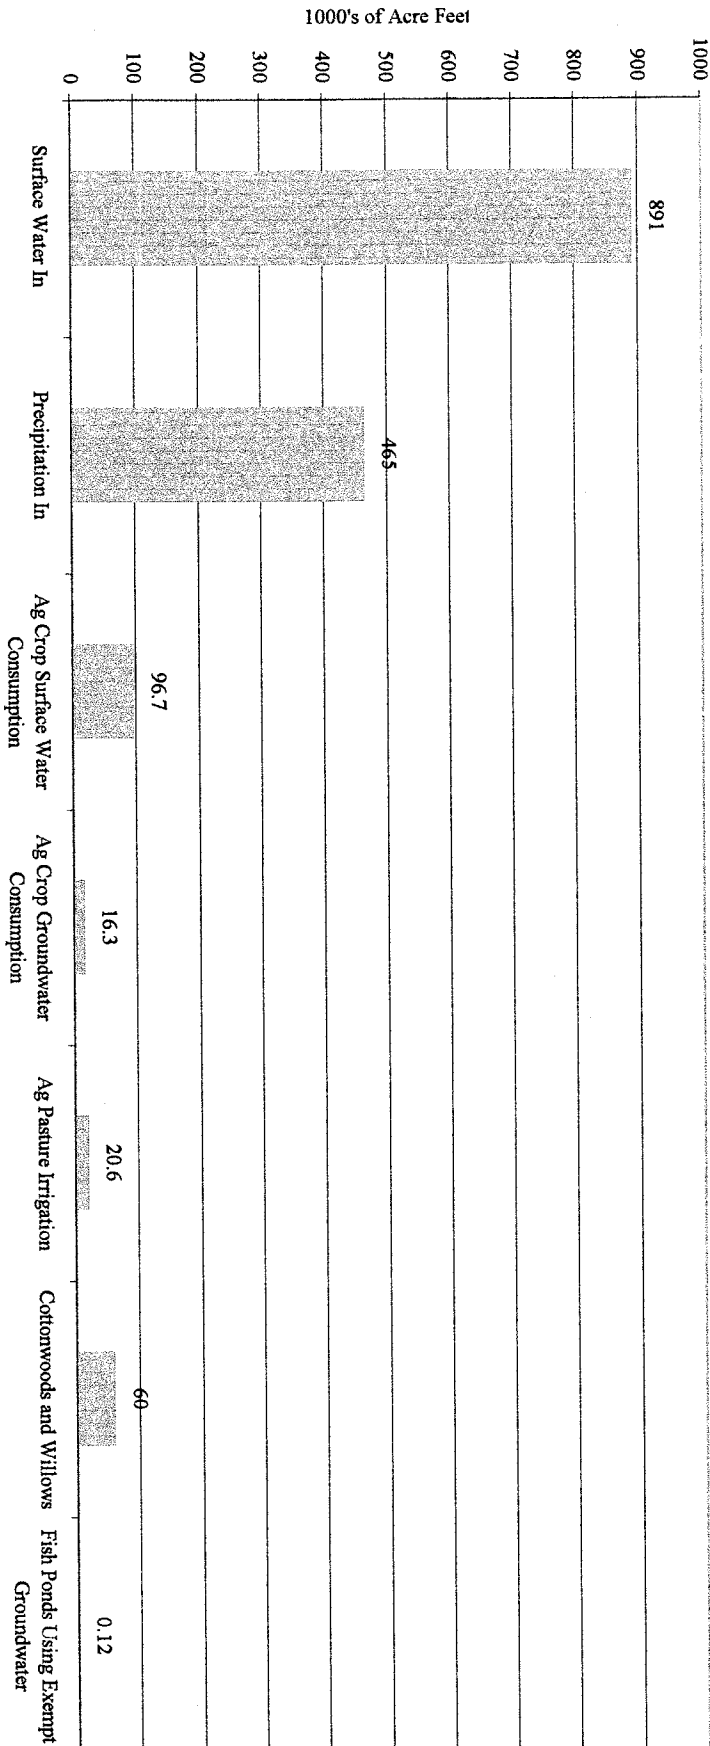 1000's of Acre Feet
1000
900
800
700
600
500
400
300
200
100
0
891
465
96.7
16.3
20.6
60
0.12
Surface Water In
Precipitation In
Ag Crop Surface Water
Consumption
Ag Crop Groundwater
Consumption
Ag Pasture Irrigation
Cottonwoods and Willows
Fish Ponds Using Exempt
Groundwater